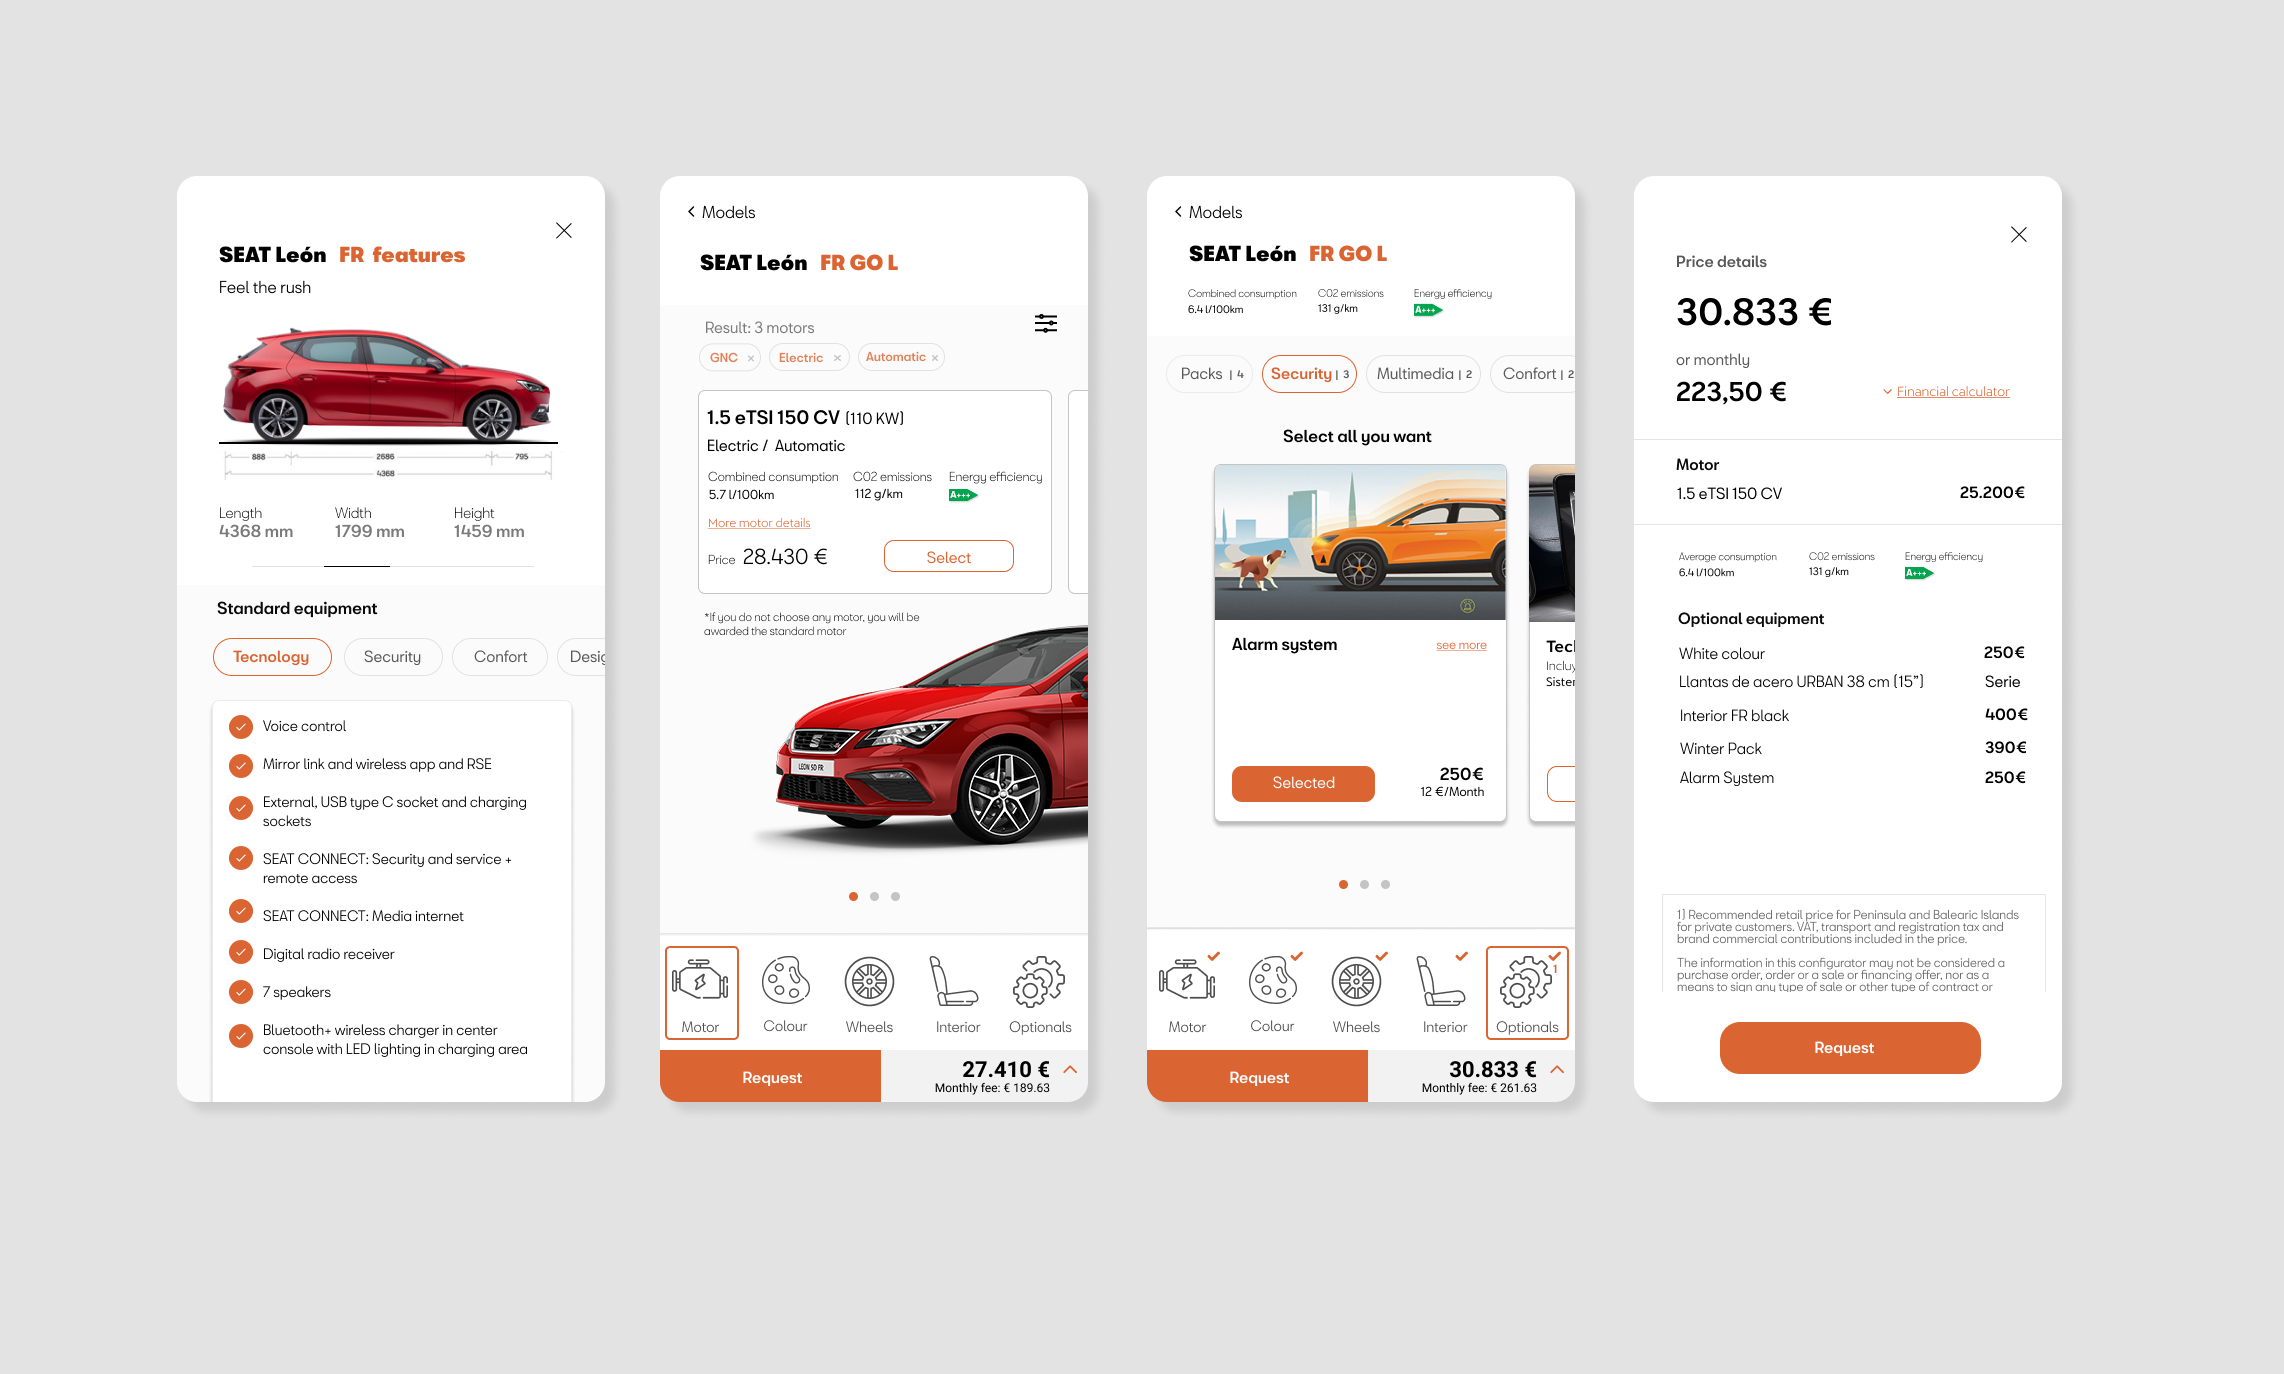 SEAT León FR features
Feel the rush
888 2686 795
4368
Length Width Height
4368 mm 1799 mm 1459 mm
Standard equipment
Tecnology Security Confort Desig
Voice control
Mirror link and wireless app and RSE
External, USB type C socket and charging
sockets
SEAT CONNECT: Security and service +
remote access
SEAT CONNECT: Media internet
Digital radio receiver
7 speakers
Bluetooth+ wireless charger in center
console with LED lighting in charging area
Models
SEAT León FR GO L
Result: 3 motors
GNC × Electric × Automatic ×
1.5 eTSI 150 CV (110 KW)
Electric / Automatic
Combined consumption C02 emissions Energy efficiency
5.7 l/100km 112 g/km A+++
More motor details
Price 28.430 € Select
*If you do not choose any motor, you will be
awarded the standard motor
LEON 5D FR
Motor Colour Wheels Interior Optionals
Request 27.410 €
Monthly fee: € 189.63
Models
SEAT León FR GO L
Combined consumption C02 emissions Energy efficiency
6.4 l/100km 131 g/km A+++
Packs | 4 Security | 3 Multimedia | 2 Confort | 2
Select all you want
Alarm system see more
Selected 250€
12 €/Month
Tec
Incluy
Sister
1
Motor Colour Wheels Interior Optionals
Request 30.833 €
Monthly fee: € 261.63
Price details
30.833 €
or monthly
223,50 € Financial calculator
Motor
1.5 eTSI 150 CV 25.200€
Average consumption C02 emissions Energy efficiency
6.4 l/100km 131 g/km A+++
Optional equipment
White colour 250€
Llantas de acero URBAN 38 cm (15”) Serie
Interior FR black 400€
Winter Pack 390€
Alarm System 250€
1) Recommended retail price for Peninsula and Balearic Islands
for private customers. VAT, transport and registration tax and
brand commercial contributions included in the price.
The information in this configurator may not be considered a
purchase order, order or a sale or financing offer, nor as a
means to sign any type of sale or other type of contract or
Request